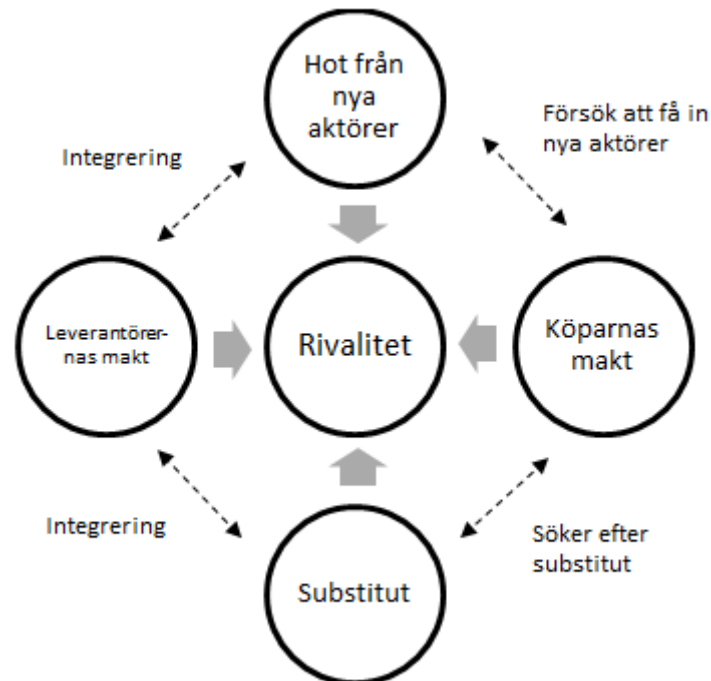 Hot från
nya
aktörer
Försök att få in
nya aktörer
Integrering
Leverantörer-
nas makt
Rivalitet
Köparnas
makt
Integrering
Söker efter
substitut
Substitut